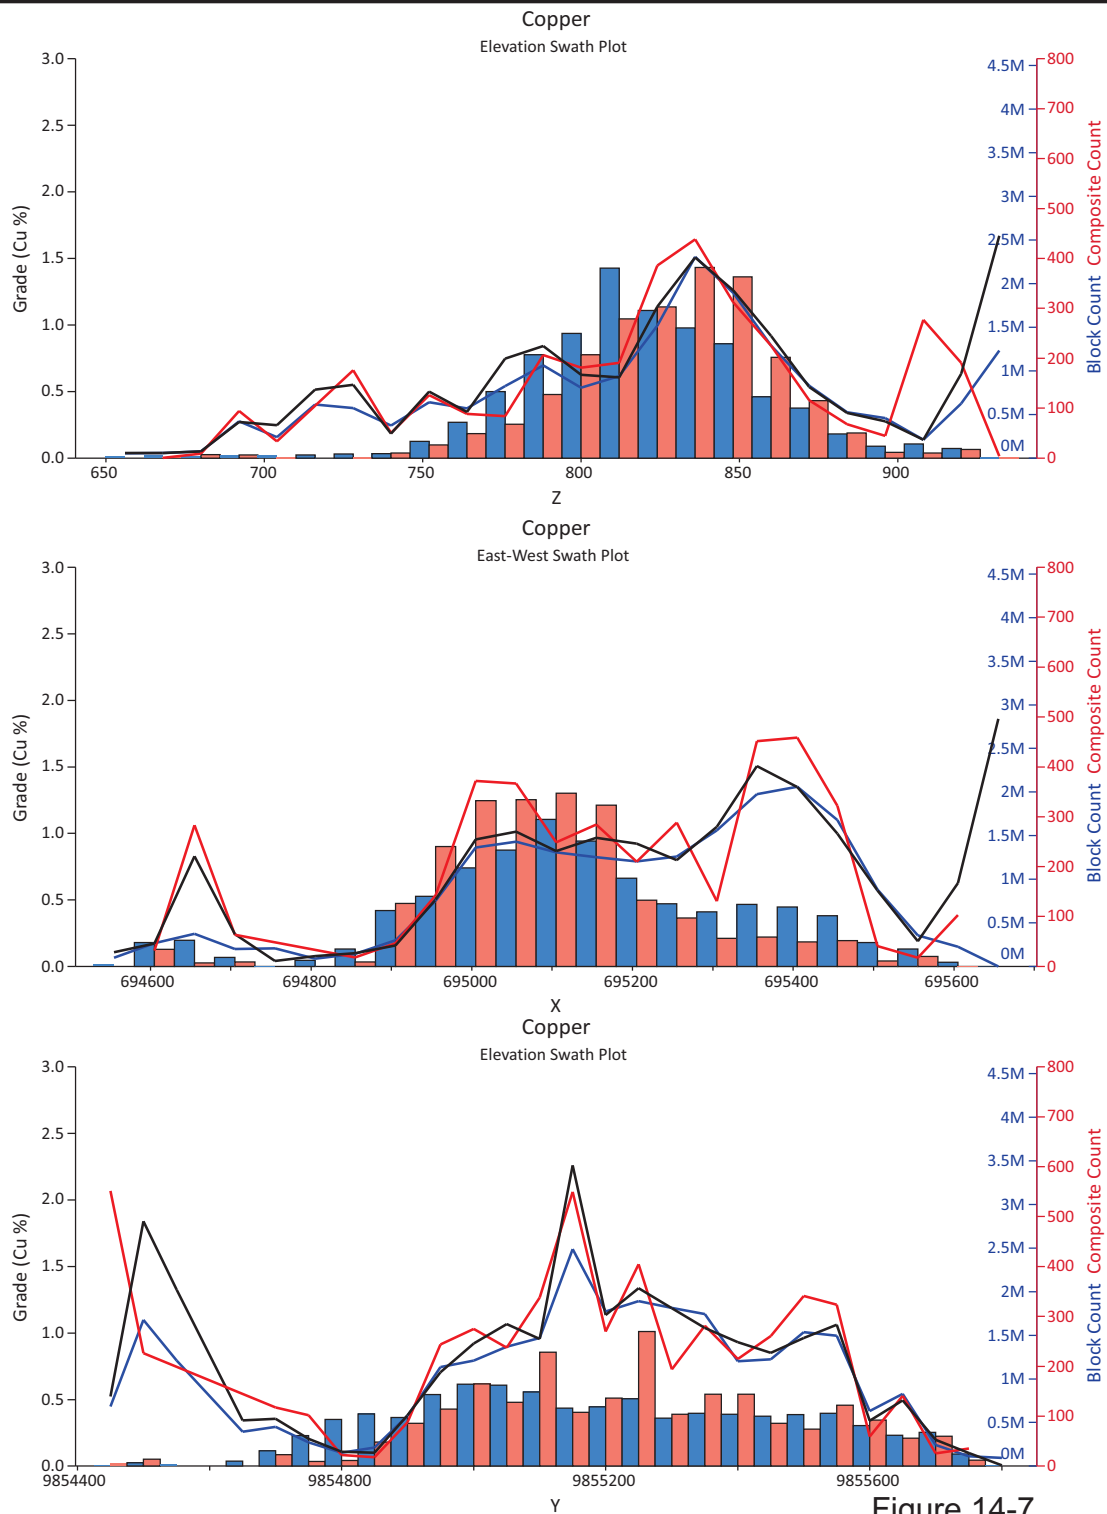 Copper
Elevation Swath Plot
3.0
2.5
2.0
1.5
1.0
0.5
0.0
Grade (Cu %)
650
700
750
800
850
900
Z
4.5M
4M
3.5M
3M
2.5M
2M
1.5M
1M
0.5M
0M
Block Count
800
700
600
500
400
300
200
100
0
Composite Count
Copper
East-West Swath Plot
3.0
2.5
2.0
1.5
1.0
0.5
0.0
Grade (Cu %)
694600
694800
695000
695200
695400
695600
X
4.5M
4M
3.5M
3M
2.5M
2M
1.5M
1M
0.5M
0M
Block Count
800
700
600
500
400
300
200
100
0
Composite Count
Copper
Elevation Swath Plot
3.0
2.5
2.0
1.5
1.0
0.5
0.0
Grade (Cu %)
9854400
9854800
9855200
9855600
Y
4.5M
4M
3.5M
3M
2.5M
2M
1.5M
1M
0.5M
0M
Block Count
800
700
600
500
400
300
200
100
0
Composite Count
Figure 14-7